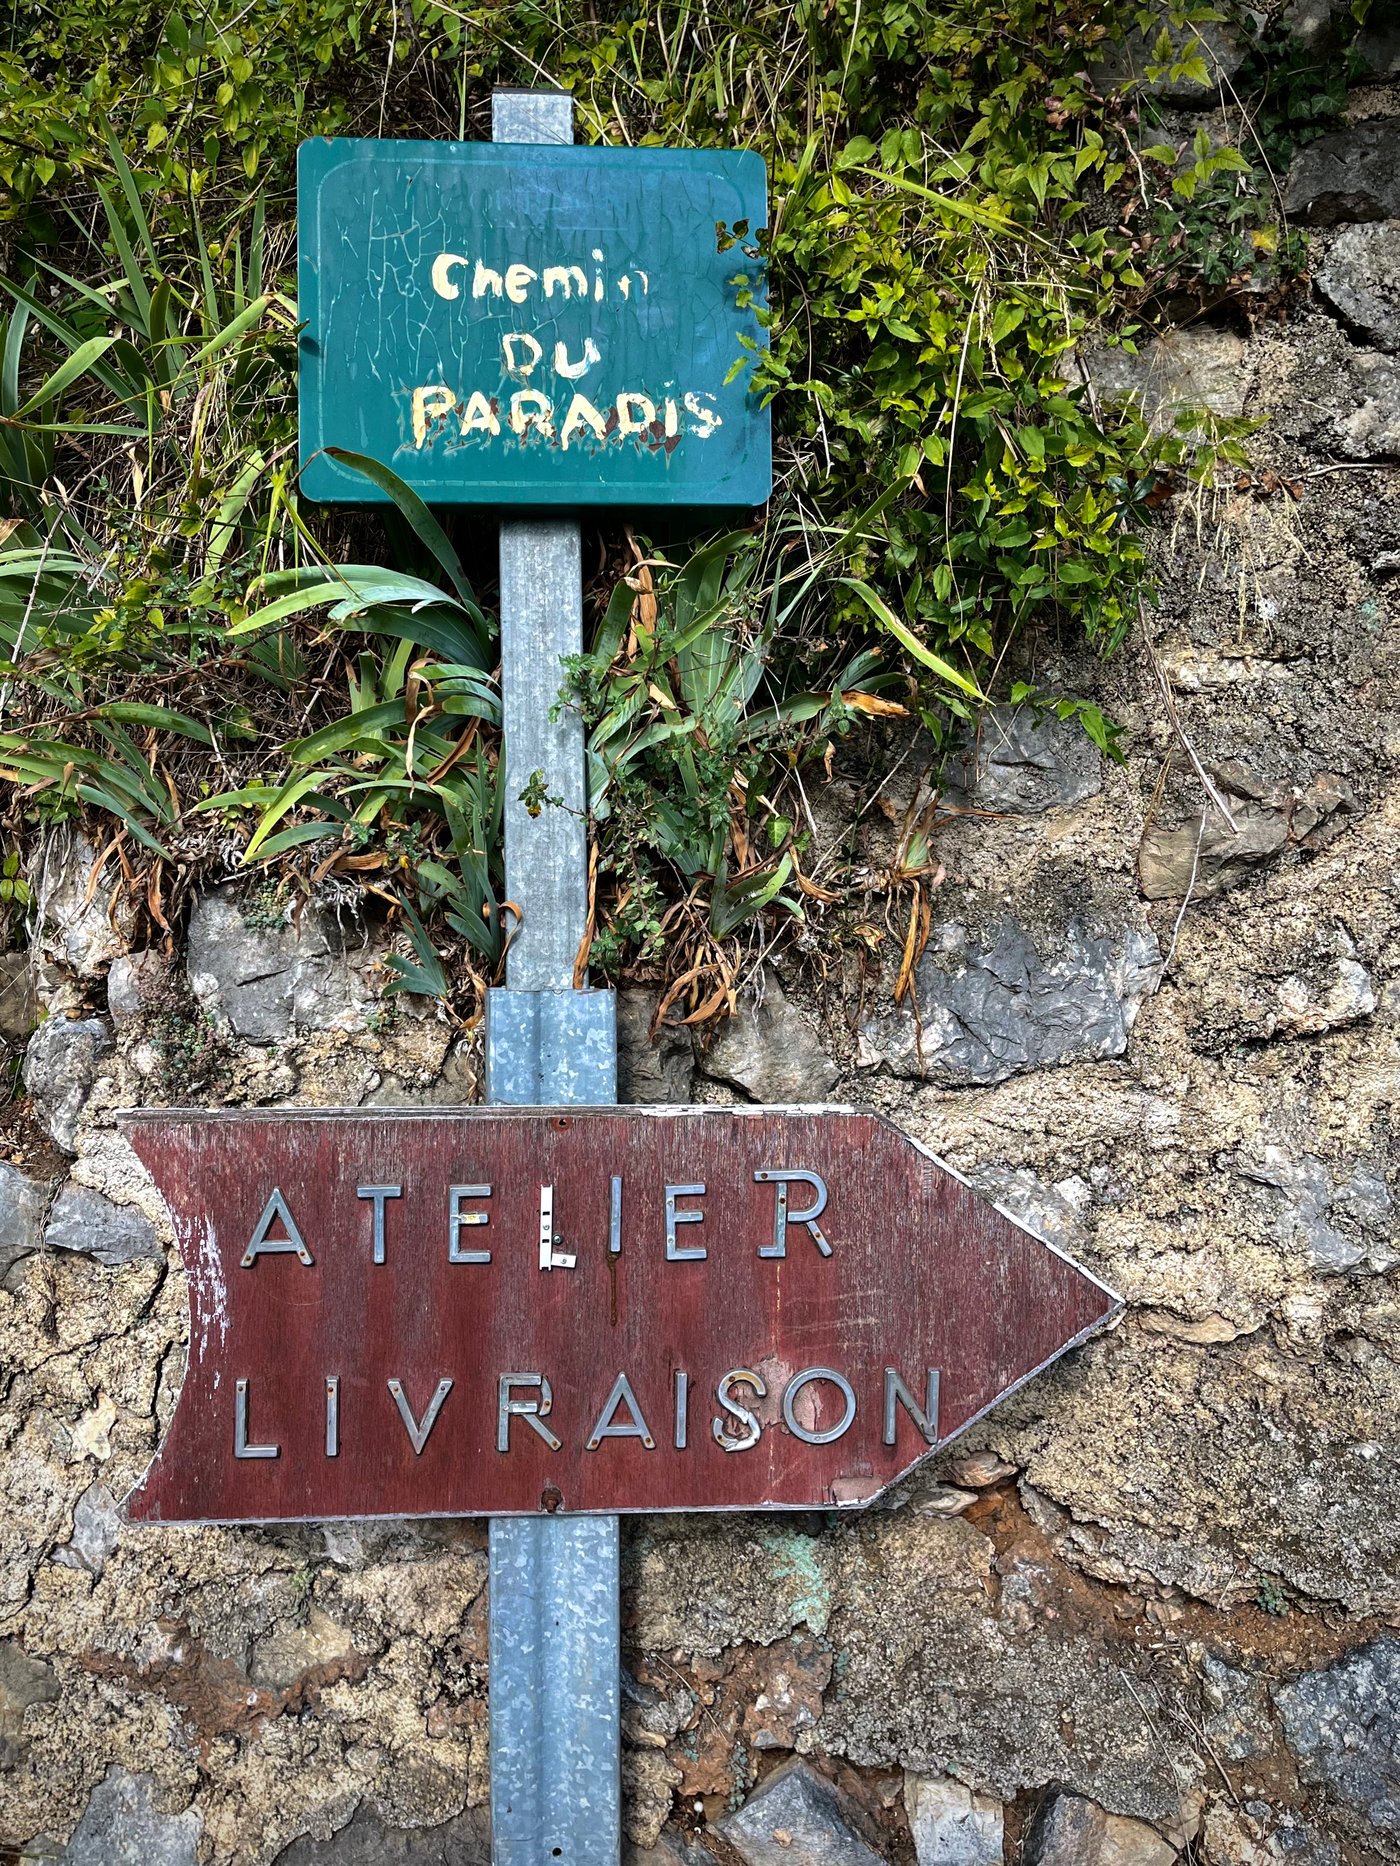 Chemin
DU
PARADiS
ATELIER
LIVRAISON